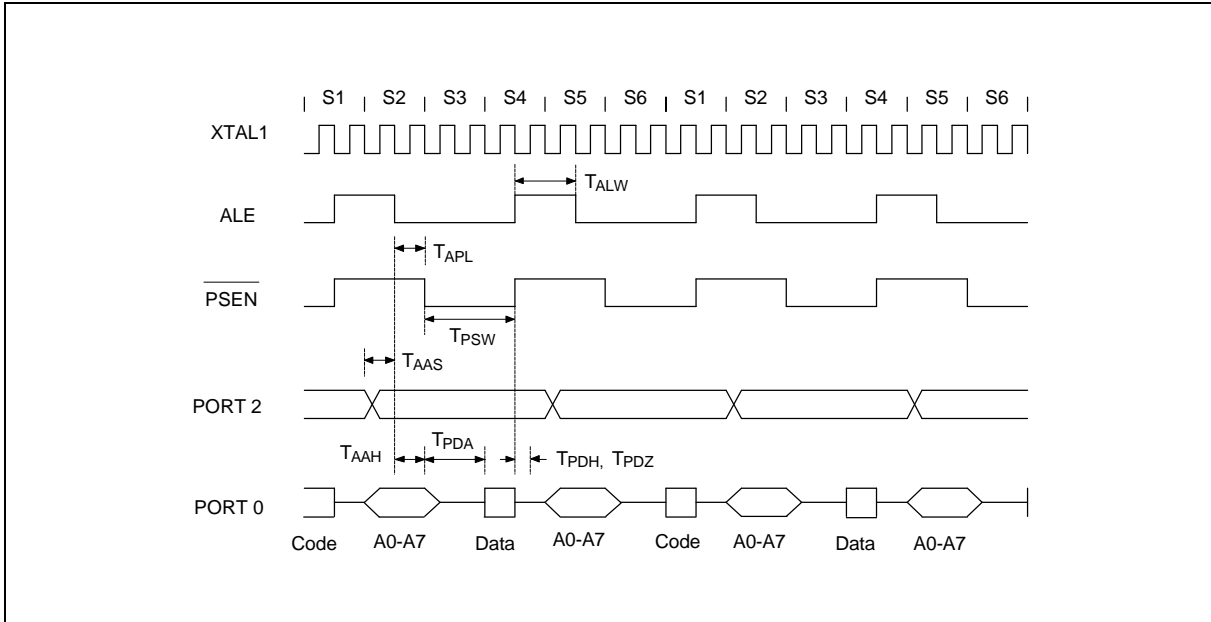 S1 S2 S3 S4 S5 S6 S1 S2 S3 S4 S5 S6
XTAL1
TALW
ALE
TAPL
PSEN
TPSW
TAAS
PORT 2
TAAH TPDA TPDH, TPDZ
PORT 0
Code A0-A7 Data A0-A7 Code A0-A7 Data A0-A7